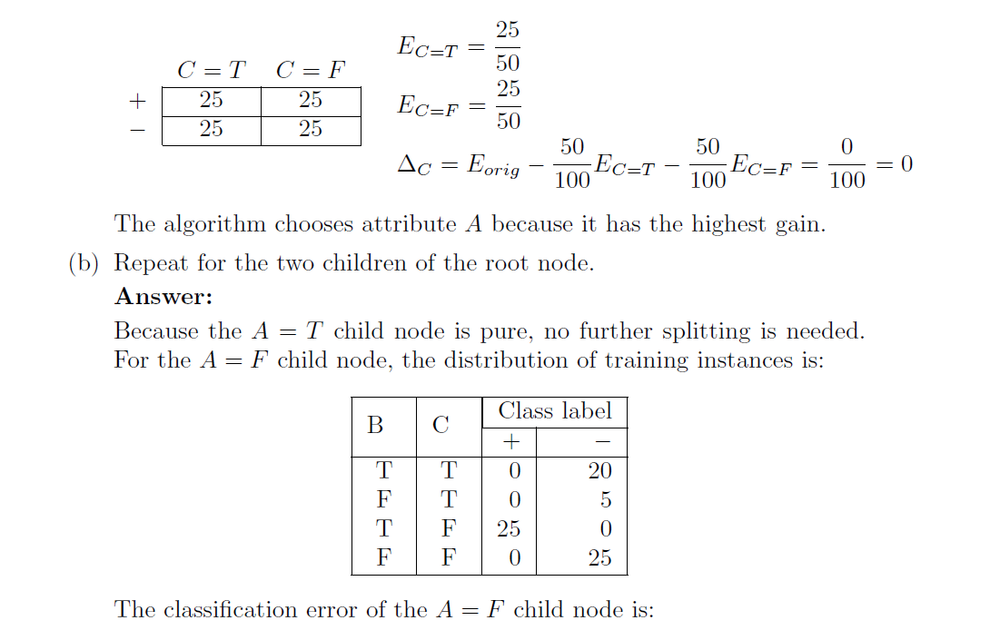 C = T C = F
+ 25 25
− 25 25
E_{C=T} = \frac{25}{50}
E_{C=F} = \frac{25}{50}
Δ_C = E_{orig} − \frac{50}{100}E_{C=T} − \frac{50}{100}E_{C=F} = \frac{0}{100} = 0
The algorithm chooses attribute A because it has the highest gain.
(b) Repeat for the two children of the root node.
Answer:
Because the A = T child node is pure, no further splitting is needed.
For the A = F child node, the distribution of training instances is:
B C Class label
+ −
T T 0 20
F T 0 5
T F 25 0
F F 0 25
The classification error of the A = F child node is: